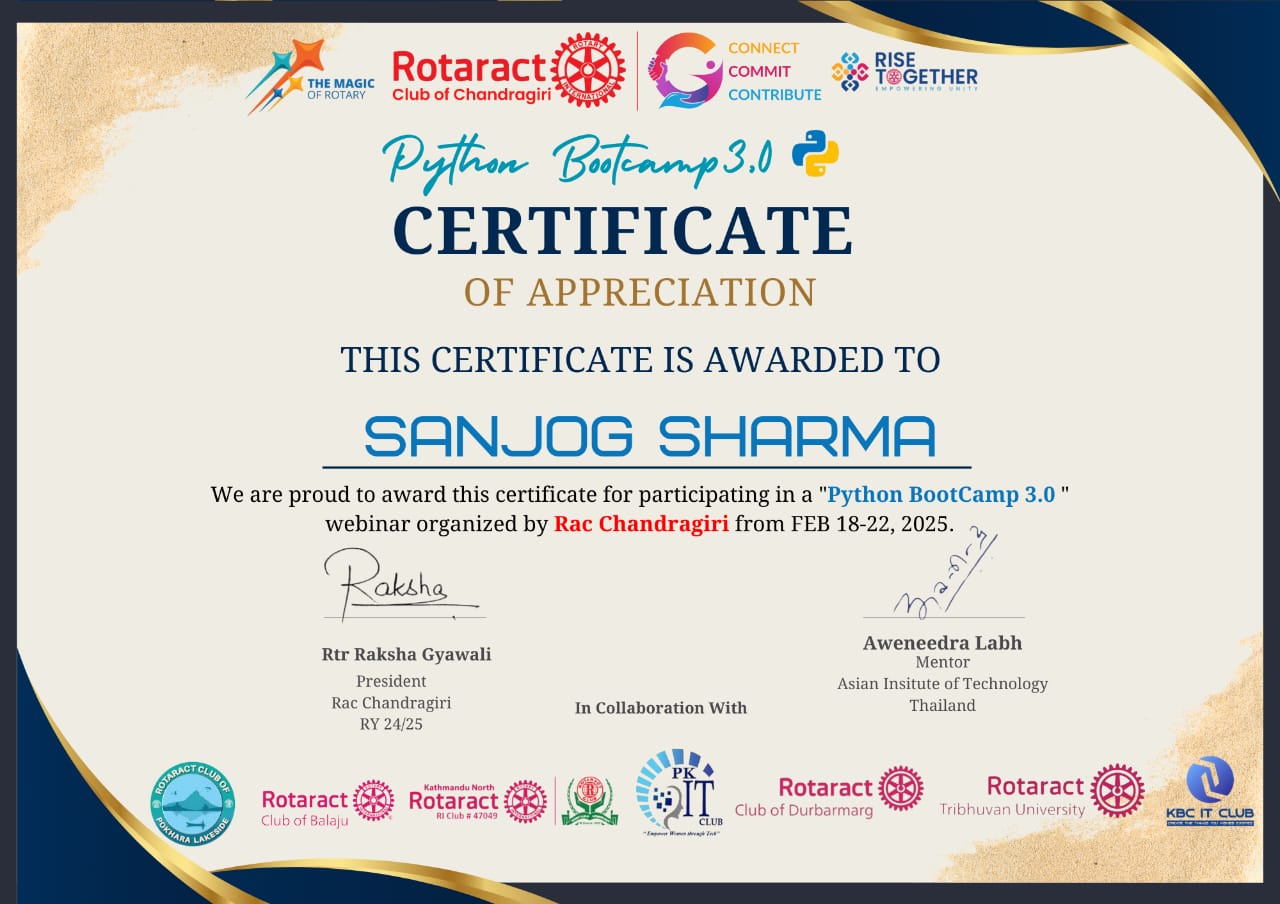 THE MAGIC
OF ROTARY
Rotaract
Club of Chandragiri
ROTARY
INTERNATIONAL
CONNECT
COMMIT
CONTRIBUTE
RISE
TOGETHER
EMPOWERING UNITY
Python Bootcamp 3.0
CERTIFICATE
OF APPRECIATION
THIS CERTIFICATE IS AWARDED TO
SANJOG SHARMA
We are proud to award this certificate for participating in a "Python BootCamp 3.0 "
webinar organized by Rac Chandragiri from FEB 18-22, 2025.
Raksha
Rtr Raksha Gyawali
President
Rac Chandragiri
RY 24/25
Aweneedra Labh
Mentor
Asian Insitute of Technology
Thailand
In Collaboration With
ROTARACT CLUB OF
POKHARA LAKESIDE
Rotaract
Club of Balaju
Kathmandu North
Rotaract
RI Club # 47049
PK
IT
CLUB
"Empower Women through Tech"
Rotaract
Club of Durbarmarg
Rotaract
Tribhuvan University
KBC IT CLUB